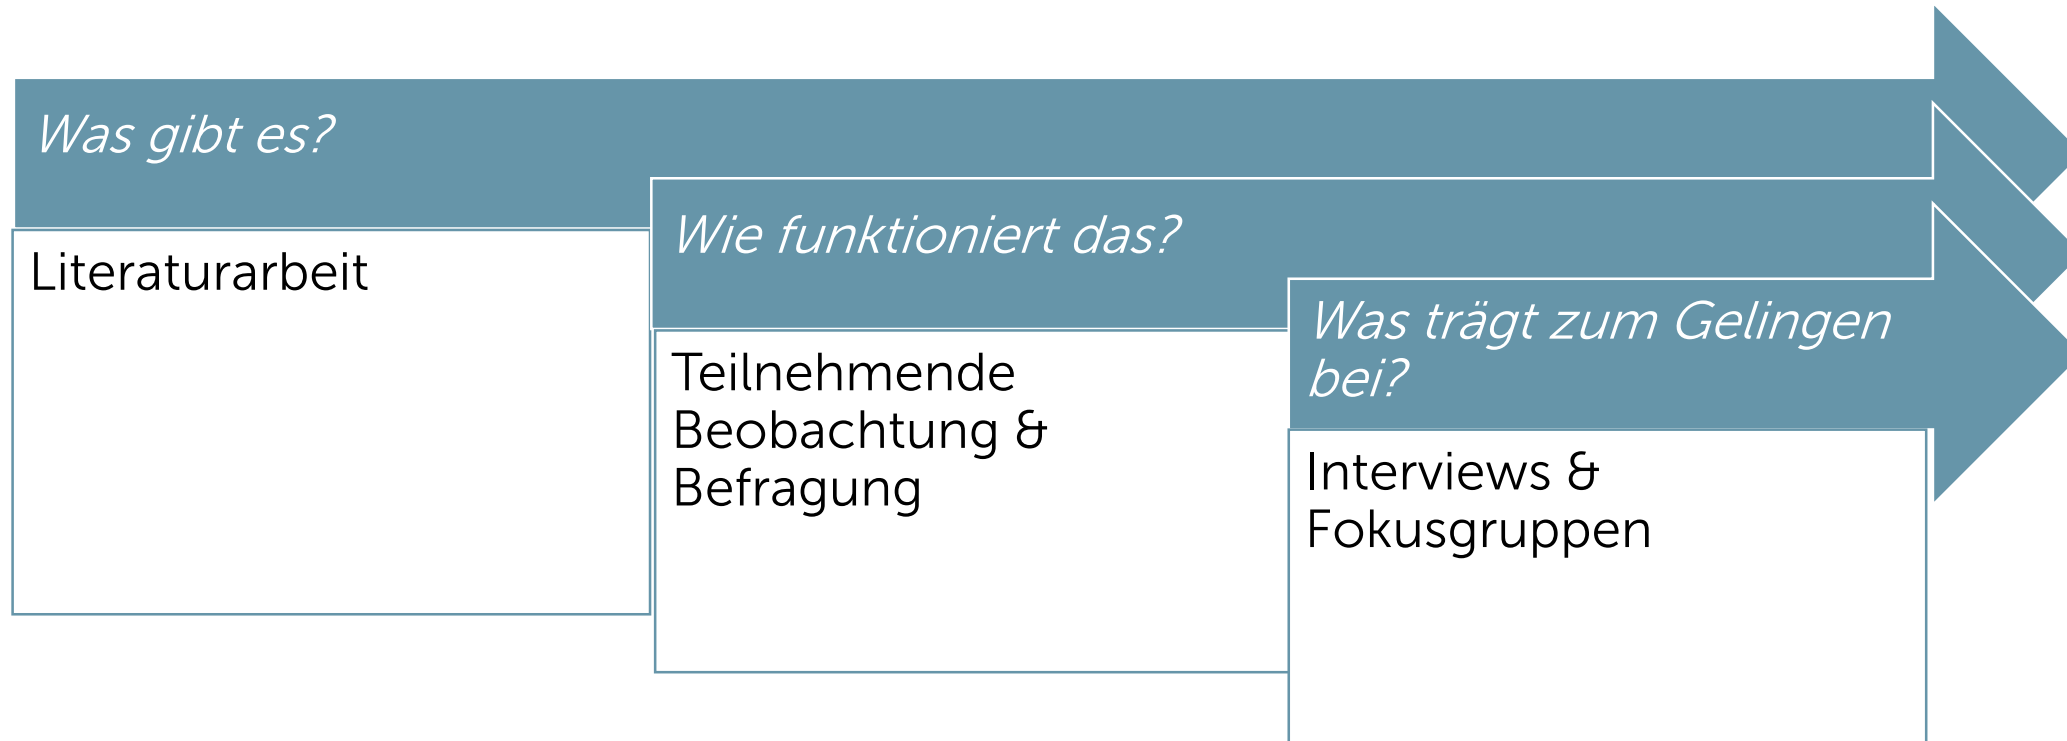 Was gibt es?
Literaturarbeit
Wie funktioniert das?
Teilnehmende
Beobachtung &
Befragung
Was trägt zum Gelingen
bei?
Interviews &
Fokusgruppen